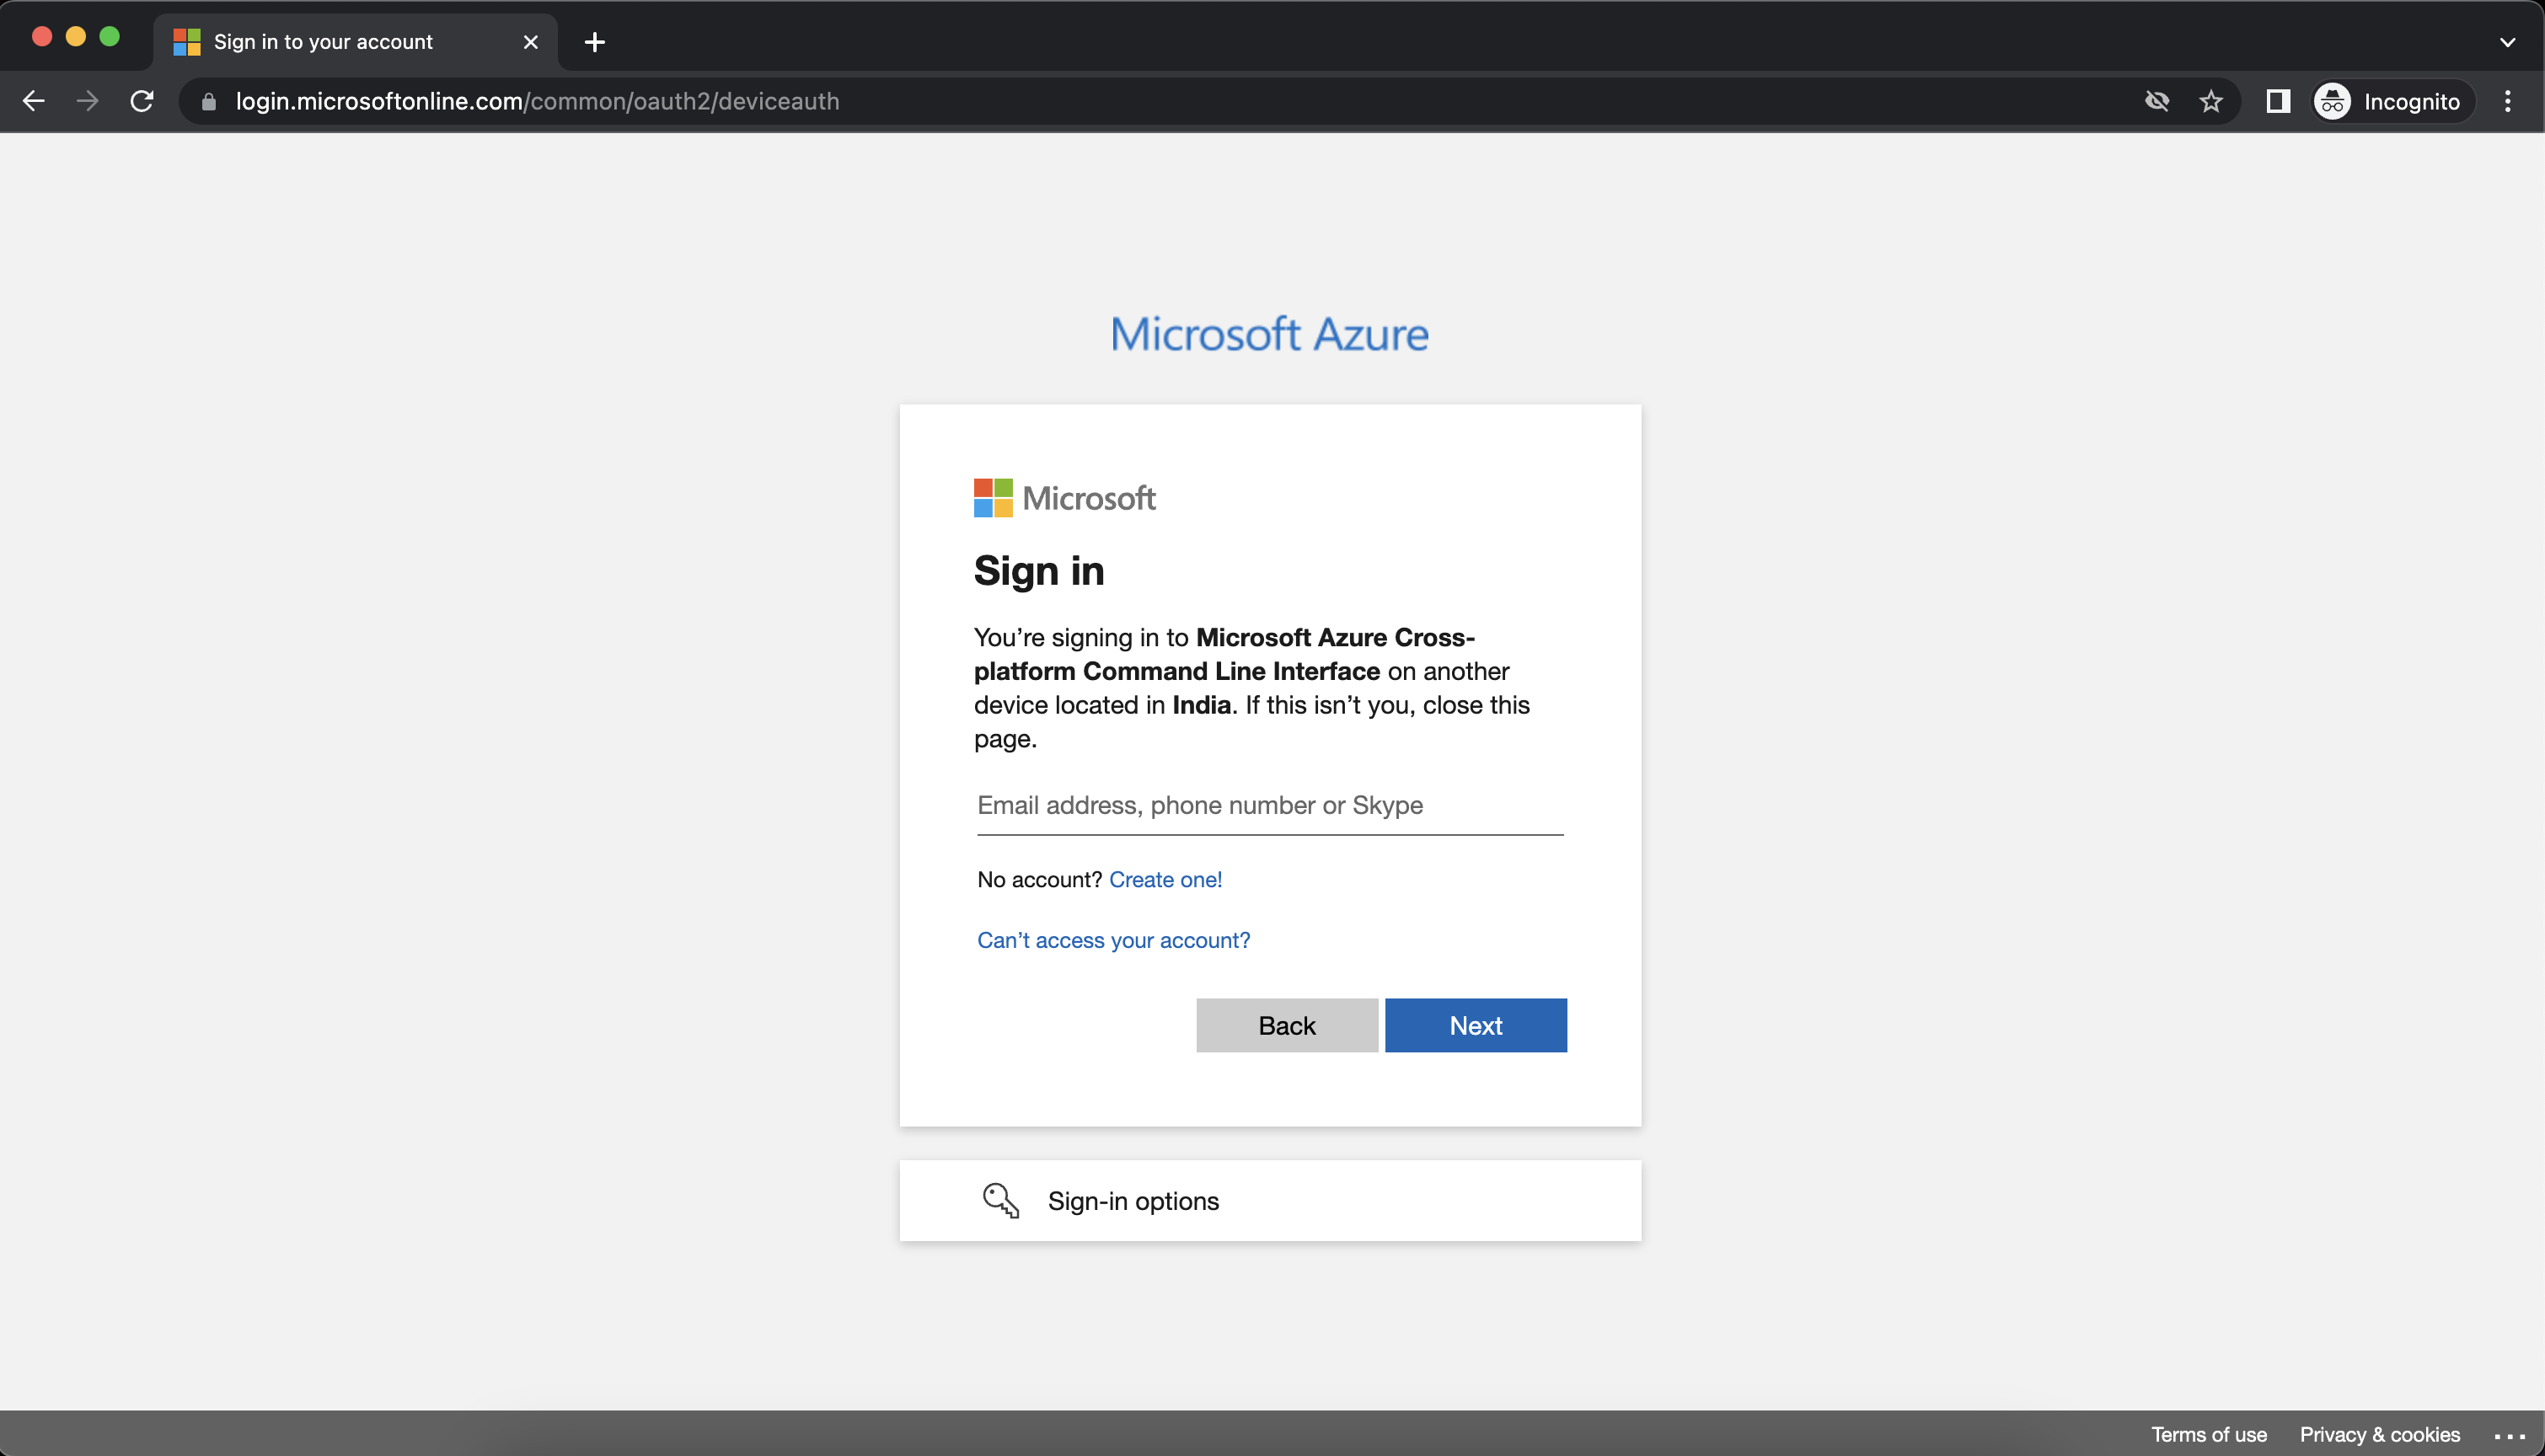 Sign in to your account
login.microsoftonline.com/common/oauth2/deviceauth
Incognito
Microsoft Azure
Microsoft
Sign in
You’re signing in to Microsoft Azure Cross-
platform Command Line Interface on another
device located in India. If this isn’t you, close this
page.
Email address, phone number or Skype
No account? Create one!
Can’t access your account?
Back
Next
Sign-in options
Terms of use
Privacy & cookies